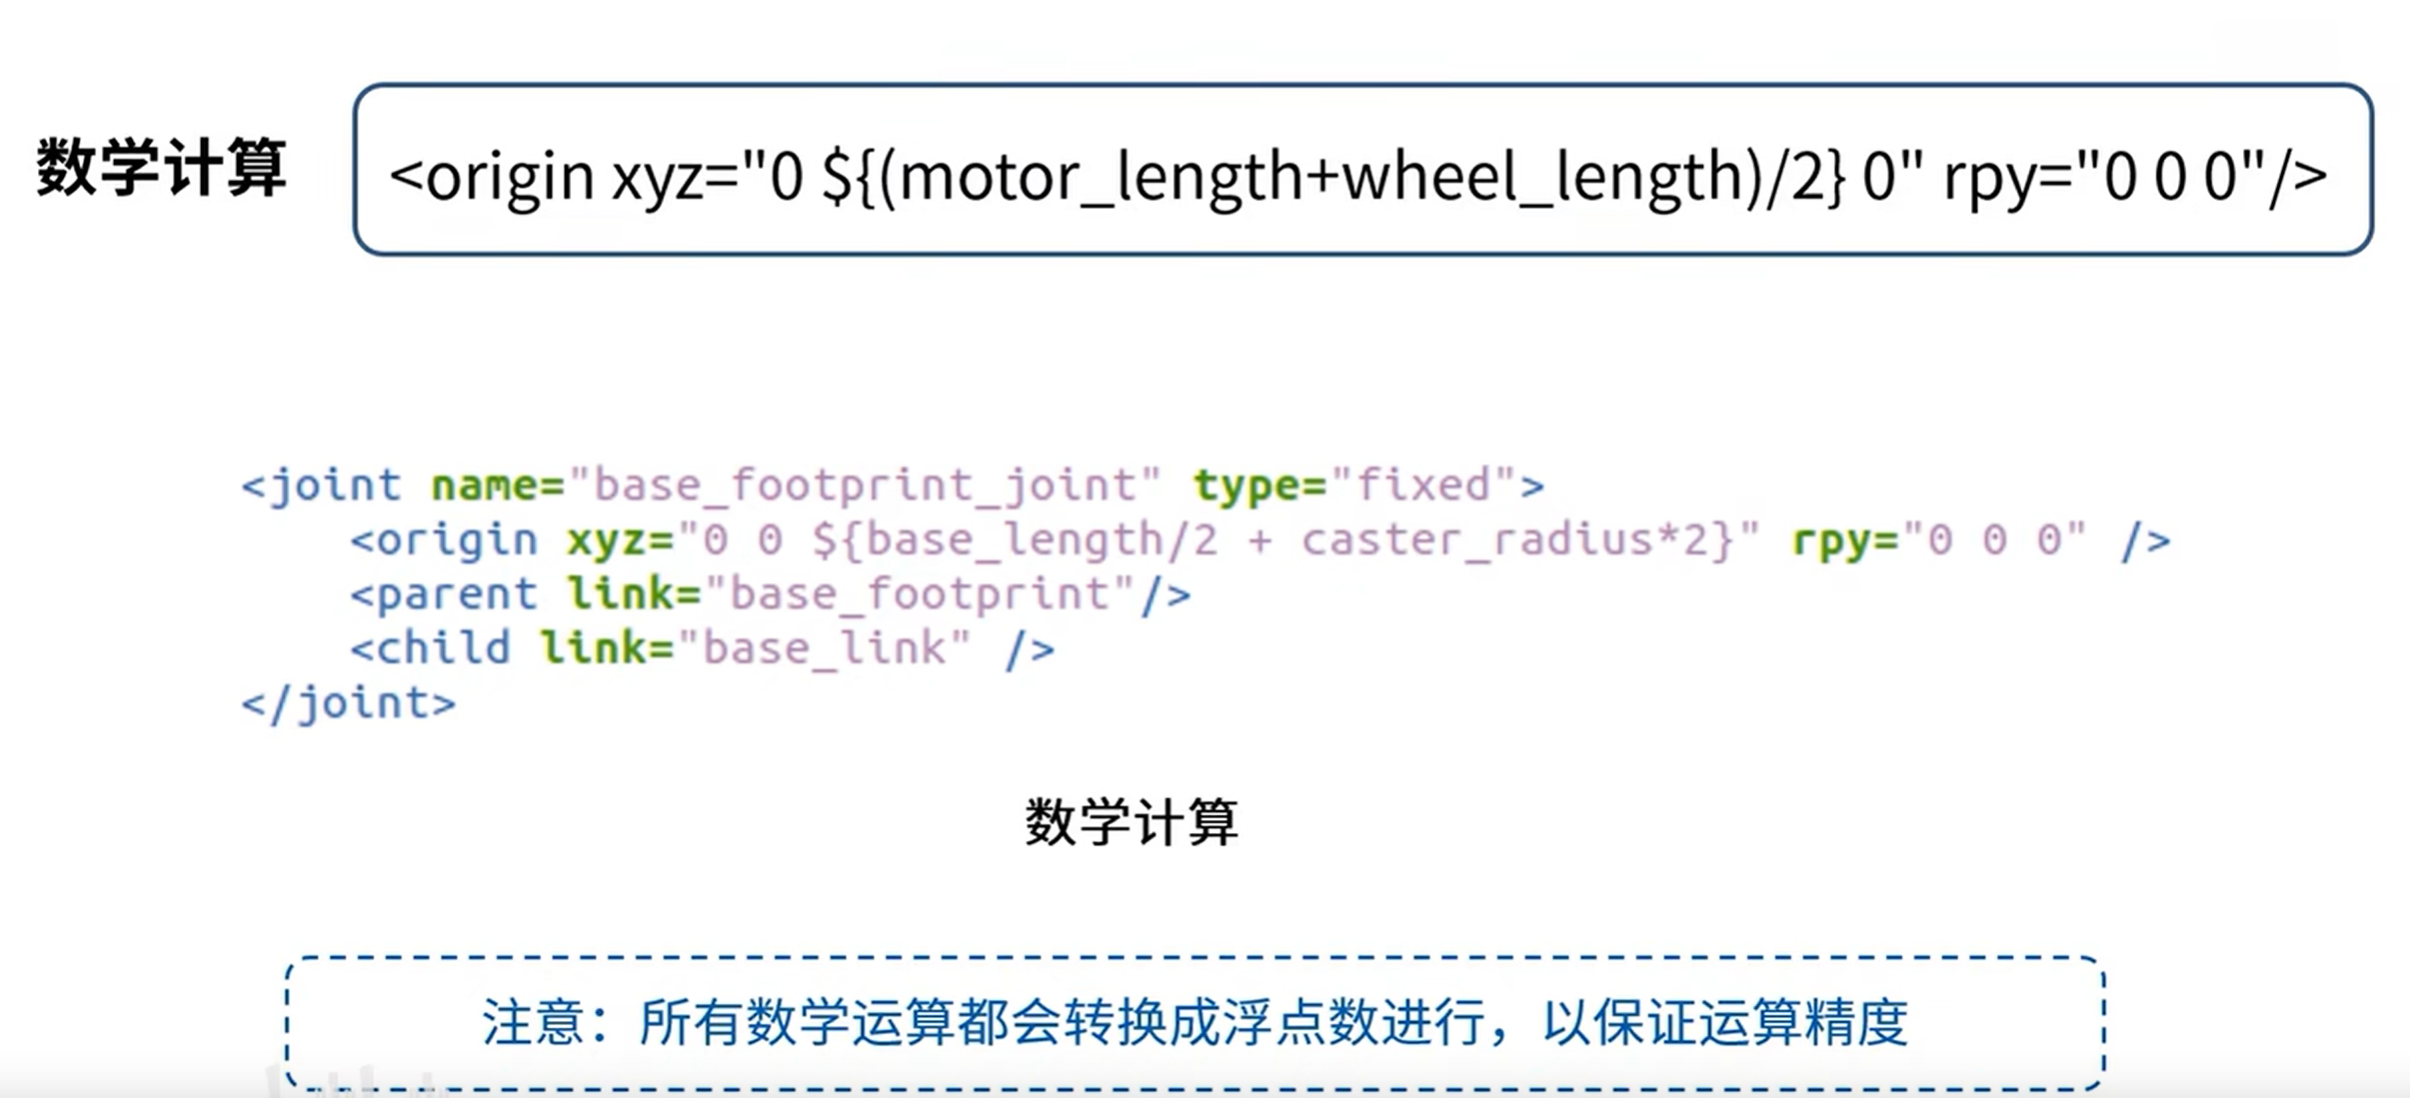 数学计算
<origin xyz="0 ${(motor_length+wheel_length)/2} 0" rpy="0 0 0"/>
<joint name="base_footprint_joint" type="fixed">
<origin xyz="0 0 ${base_length/2 + caster_radius*2}" rpy="0 0 0" />
<parent link="base_footprint"/>
<child link="base_link" />
</joint>
数学计算
注意：所有数学运算都会转换成浮点数进行，以保证运算精度